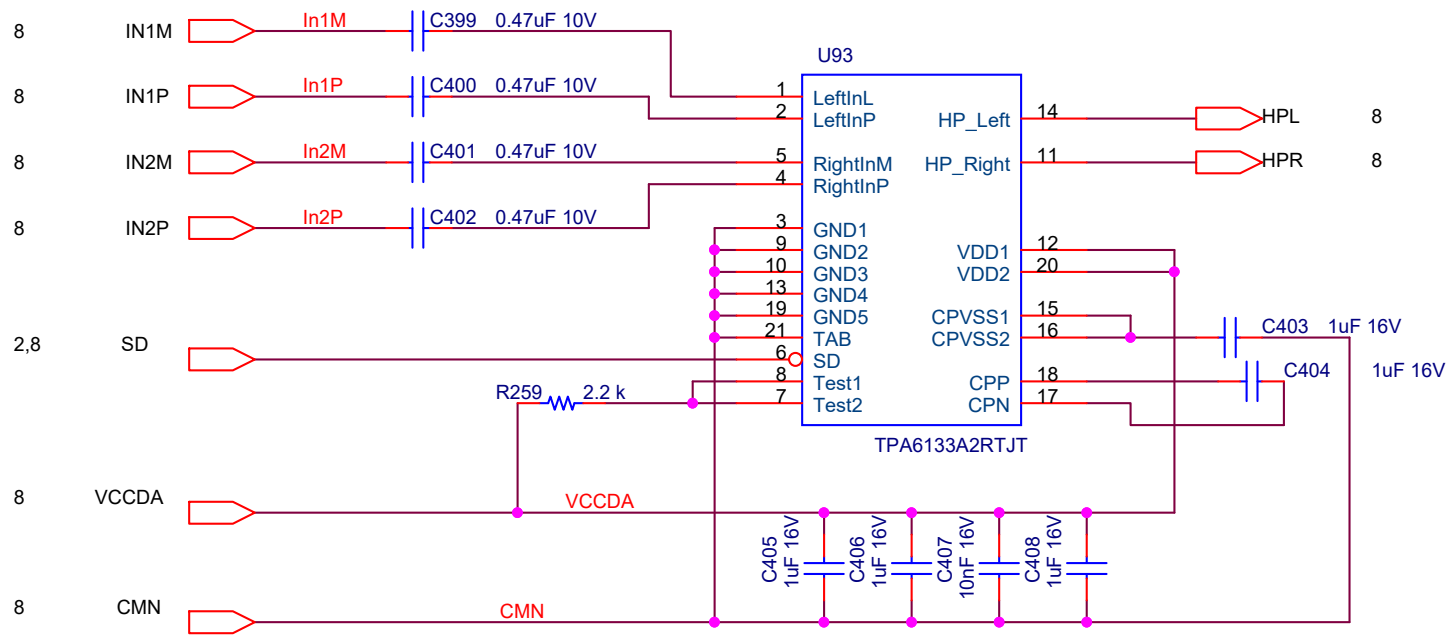 8 IN1M In1M C399 0.47uF 10V
U93
8 IN1P In1P C400 0.47uF 10V
1 LeftInL
2 LeftInP HP_Left 14 HPL 8
8 IN2M In2M C401 0.47uF 10V
5 RightInM HP_Right 11 HPR 8
4 RightInP
8 IN2P In2P C402 0.47uF 10V
3 GND1
9 GND2 VDD1 12
10 GND3 VDD2 20
13 GND4
19 GND5 CPVSS1 15
21 TAB CPVSS2 16 C403 1uF 16V
2,8 SD 6 SD
8 Test1 CPP 18 C404 1uF 16V
R259 2.2 k 7 Test2 CPN 17
TPA6133A2RTJT
8 VCCDA VCCDA
C405 1uF 16V
C406 1uF 16V
C407 10nF 16V
C408 1uF 16V
8 CMN CMN